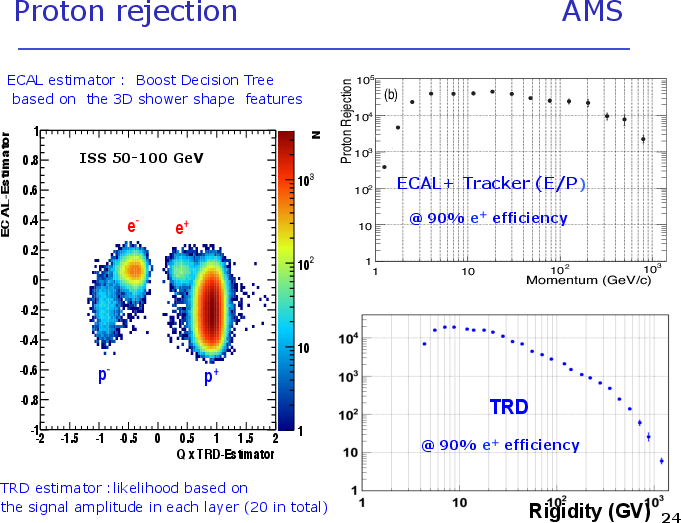 Proton rejection AMS
ECAL estimator : Boost Decision Tree
based on the 3D shower shape features
ECAL-Estimator
1
0.8
0.6
0.4
0.2
0
-0.2
-0.4
-0.6
-0.8
-1
ISS 50-100 GeV
e-
e+
p-
p+
-2 -1.5 -1 -0.5 0 0.5 1 1.5 2
Q x TRD-Estimator
N
10³
10²
10
1
Proton Rejection
10⁵
10⁴
10³
10²
10
1
(b)
ECAL+ Tracker (E/P)
@ 90% e⁺ efficiency
1 10 10² 10³
Momentum (GeV/c)
10⁴
10³
10²
10
1
TRD
@ 90% e⁺ efficiency
1 10 10² 10³
Rigidity (GV)
TRD estimator : likelihood based on
the signal amplitude in each layer (20 in total)
24